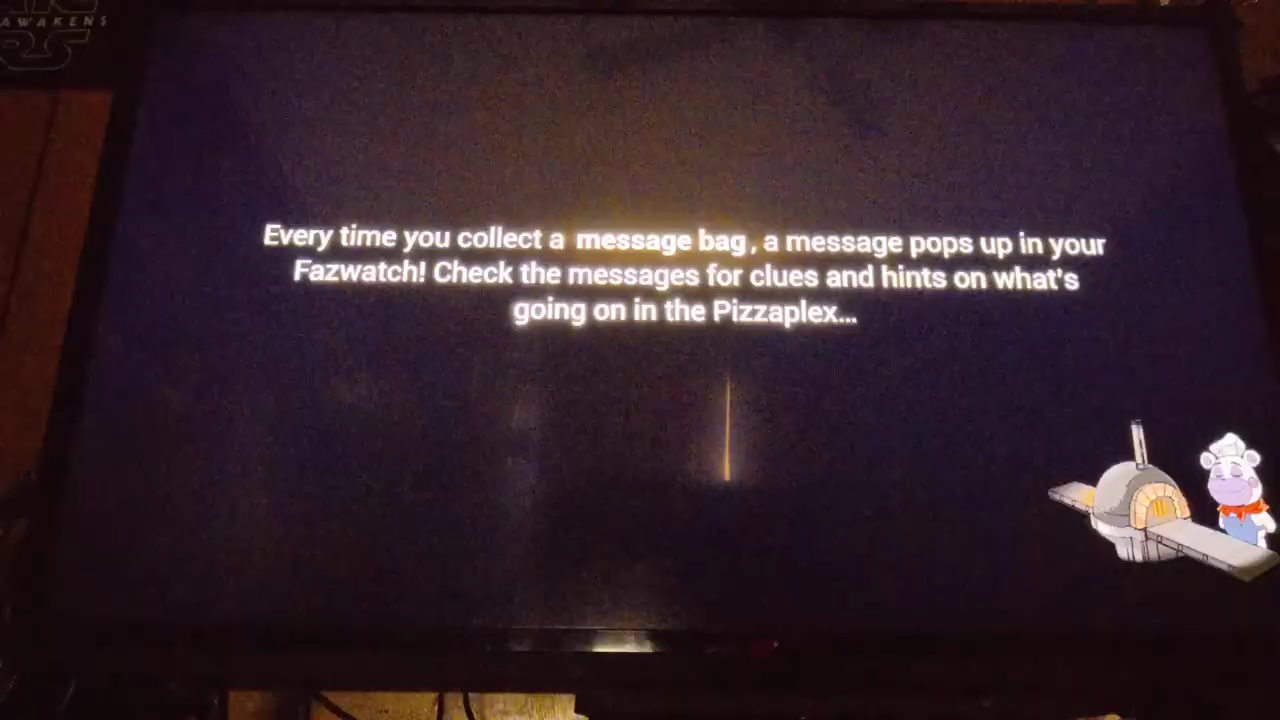 AWAKENS
Every time you collect a message bag, a message pops up in your
Fazwatch! Check the messages for clues and hints on what's
going on in the Pizzaplex...